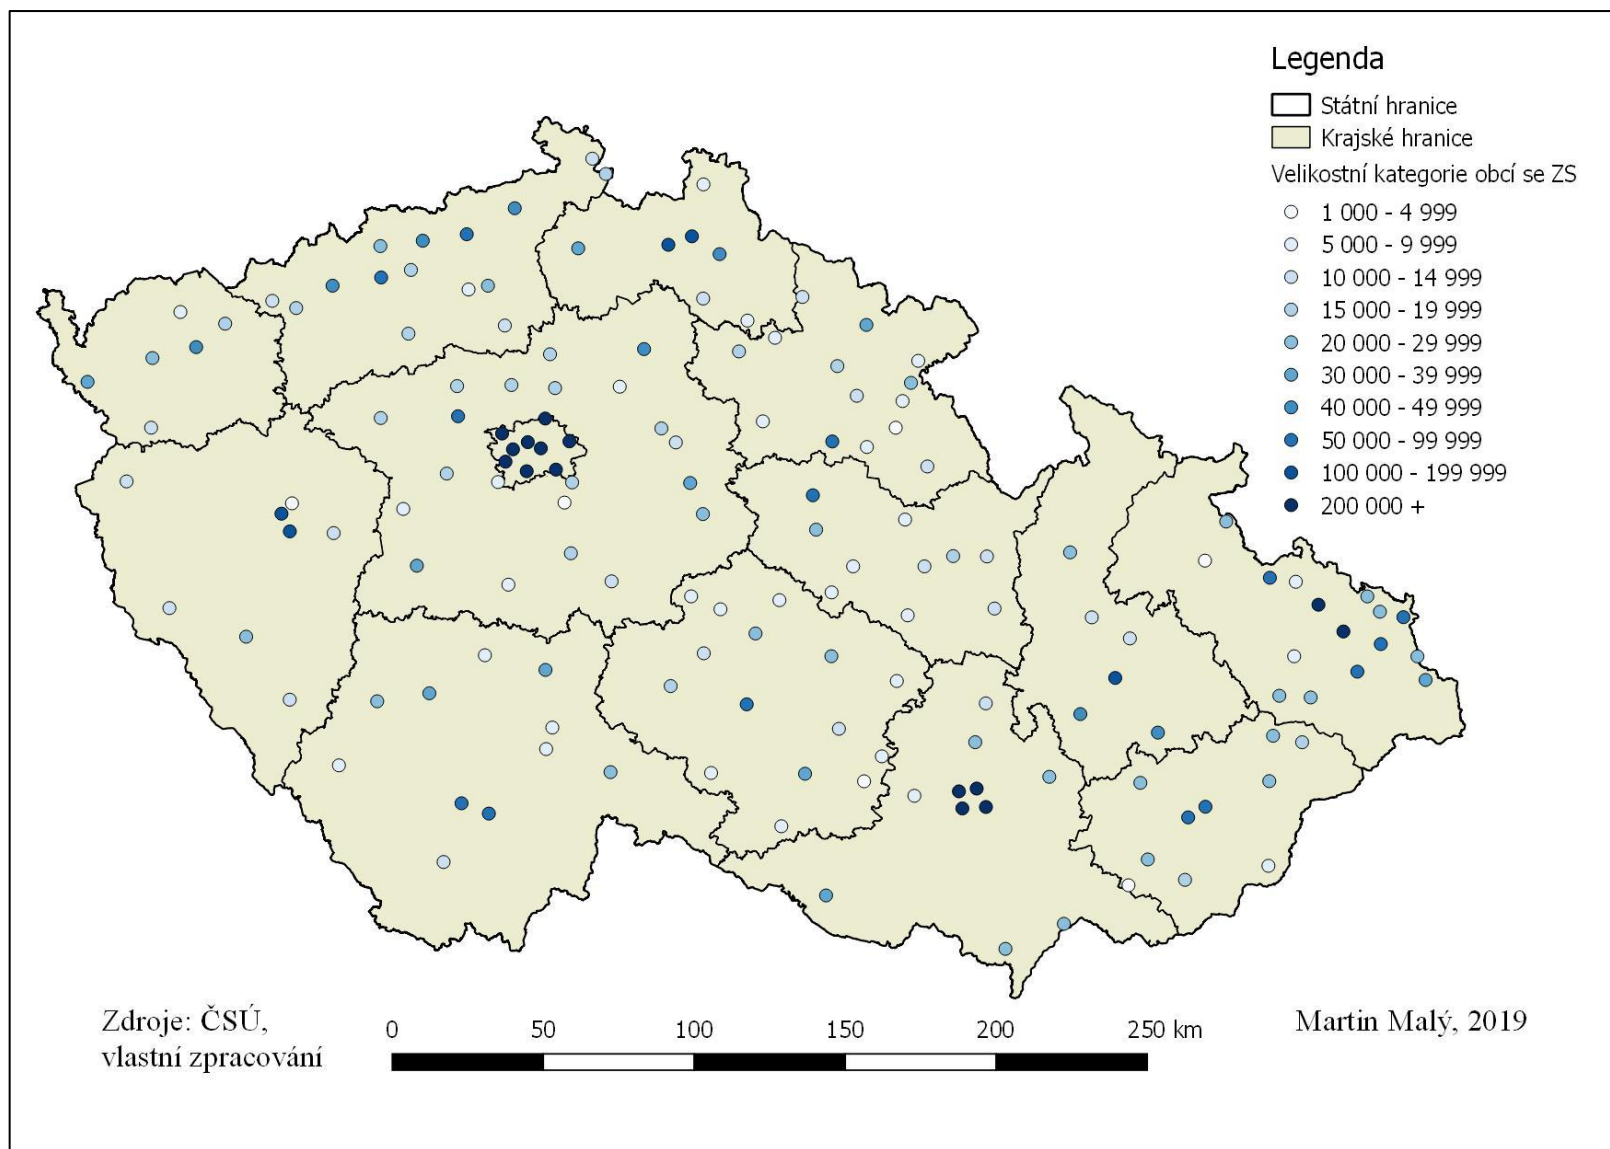 Legenda
Státní hranice
Krajské hranice
Velikostní kategorie obcí se ZS
1 000 - 4 999
5 000 - 9 999
10 000 - 14 999
15 000 - 19 999
20 000 - 29 999
30 000 - 39 999
40 000 - 49 999
50 000 - 99 999
100 000 - 199 999
200 000 +
Zdroje: ČSÚ,
vlastní zpracování
0 50 100 150 200 250 km
Martin Malý, 2019